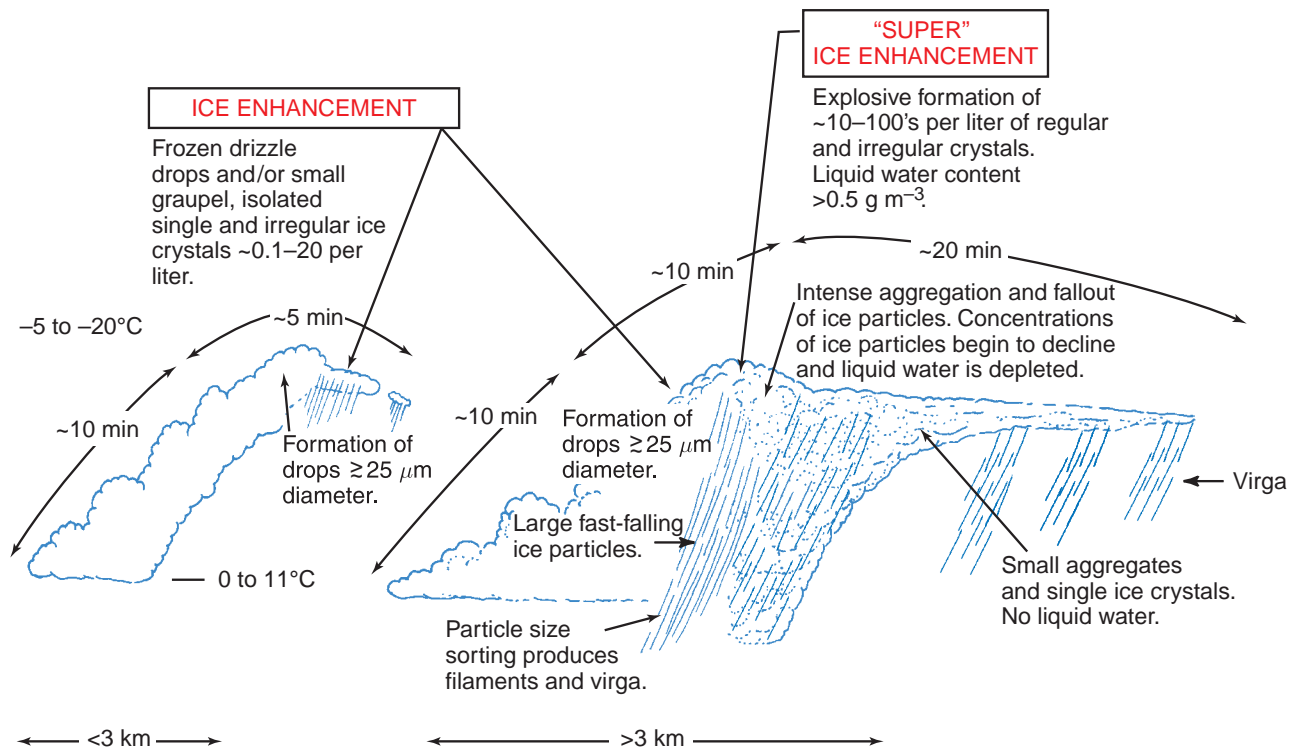 “SUPER”
ICE ENHANCEMENT
Explosive formation of
~10–100's per liter of regular
and irregular crystals.
Liquid water content
>0.5 g m⁻³.
ICE ENHANCEMENT
Frozen drizzle
drops and/or small
graupel, isolated
single and irregular ice
crystals ~0.1–20 per
liter.
~20 min
~10 min
Intense aggregation and fallout
of ice particles. Concentrations
of ice particles begin to decline
and liquid water is depleted.
–5 to –20°C
~5 min
~10 min
Formation of
drops ≳25 μm
diameter.
~10 min
Formation of
drops ≳25 μm
diameter.
Virga
Large fast-falling
ice particles.
0 to 11°C
Small aggregates
and single ice crystals.
No liquid water.
Particle size
sorting produces
filaments and virga.
<3 km
>3 km